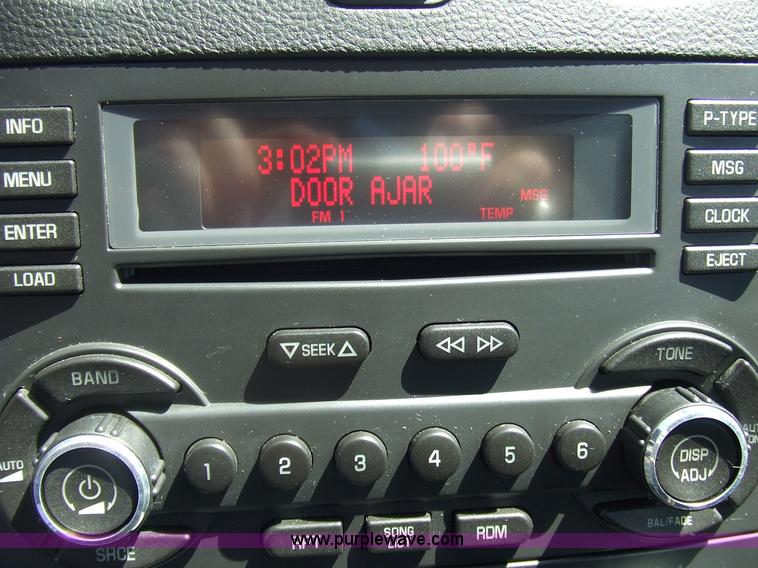 INFO
P-TYPE
3:02PM 100°F
MENU
MSG
DOOR AJAR
MSG
FM 1
TEMP
ENTER
CLOCK
LOAD
EJECT
SEEK
BAND
TONE
AUTO
1
2
3
4
5
6
DISP
ADJ
BAL/FADE
SONG
RDM
SRCE
www.purplewave.com